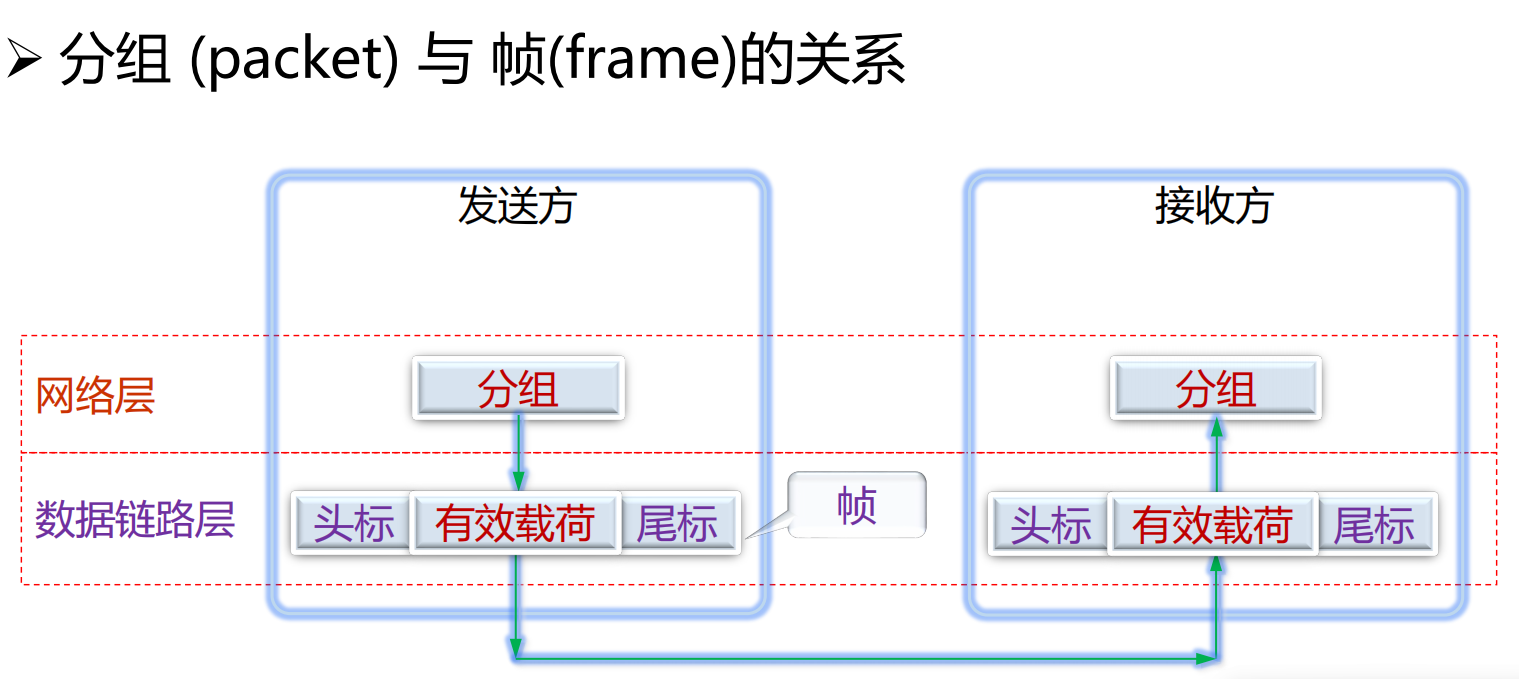 ➢ 分组 (packet) 与 帧(frame)的关系
发送方 接收方
网络层 分组 分组
帧
数据链路层 头标 有效载荷 尾标 头标 有效载荷 尾标